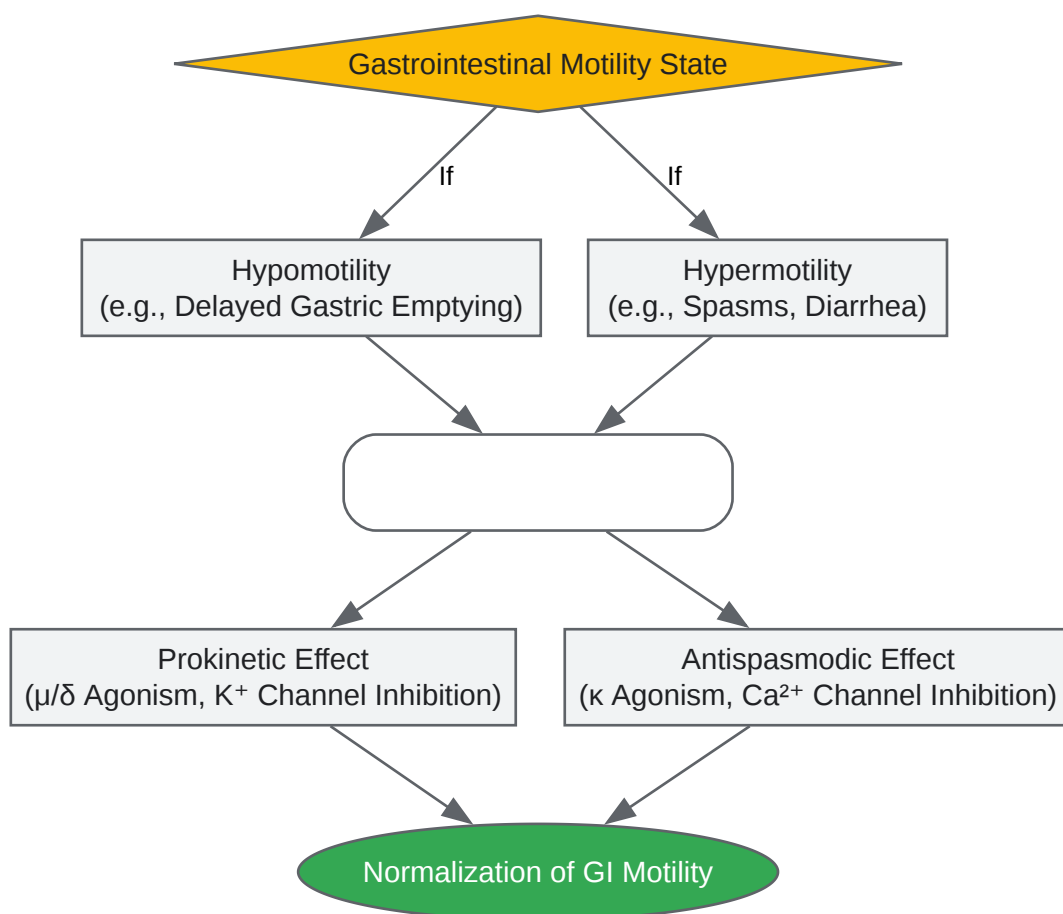 Gastrointestinal Motility State
If
If
Hypomotility
(e.g., Delayed Gastric Emptying)
Hypermotility
(e.g., Spasms, Diarrhea)
Prokinetic Effect
(μ/δ Agonism, K⁺ Channel Inhibition)
Antispasmodic Effect
(κ Agonism, Ca²⁺ Channel Inhibition)
Normalization of GI Motility